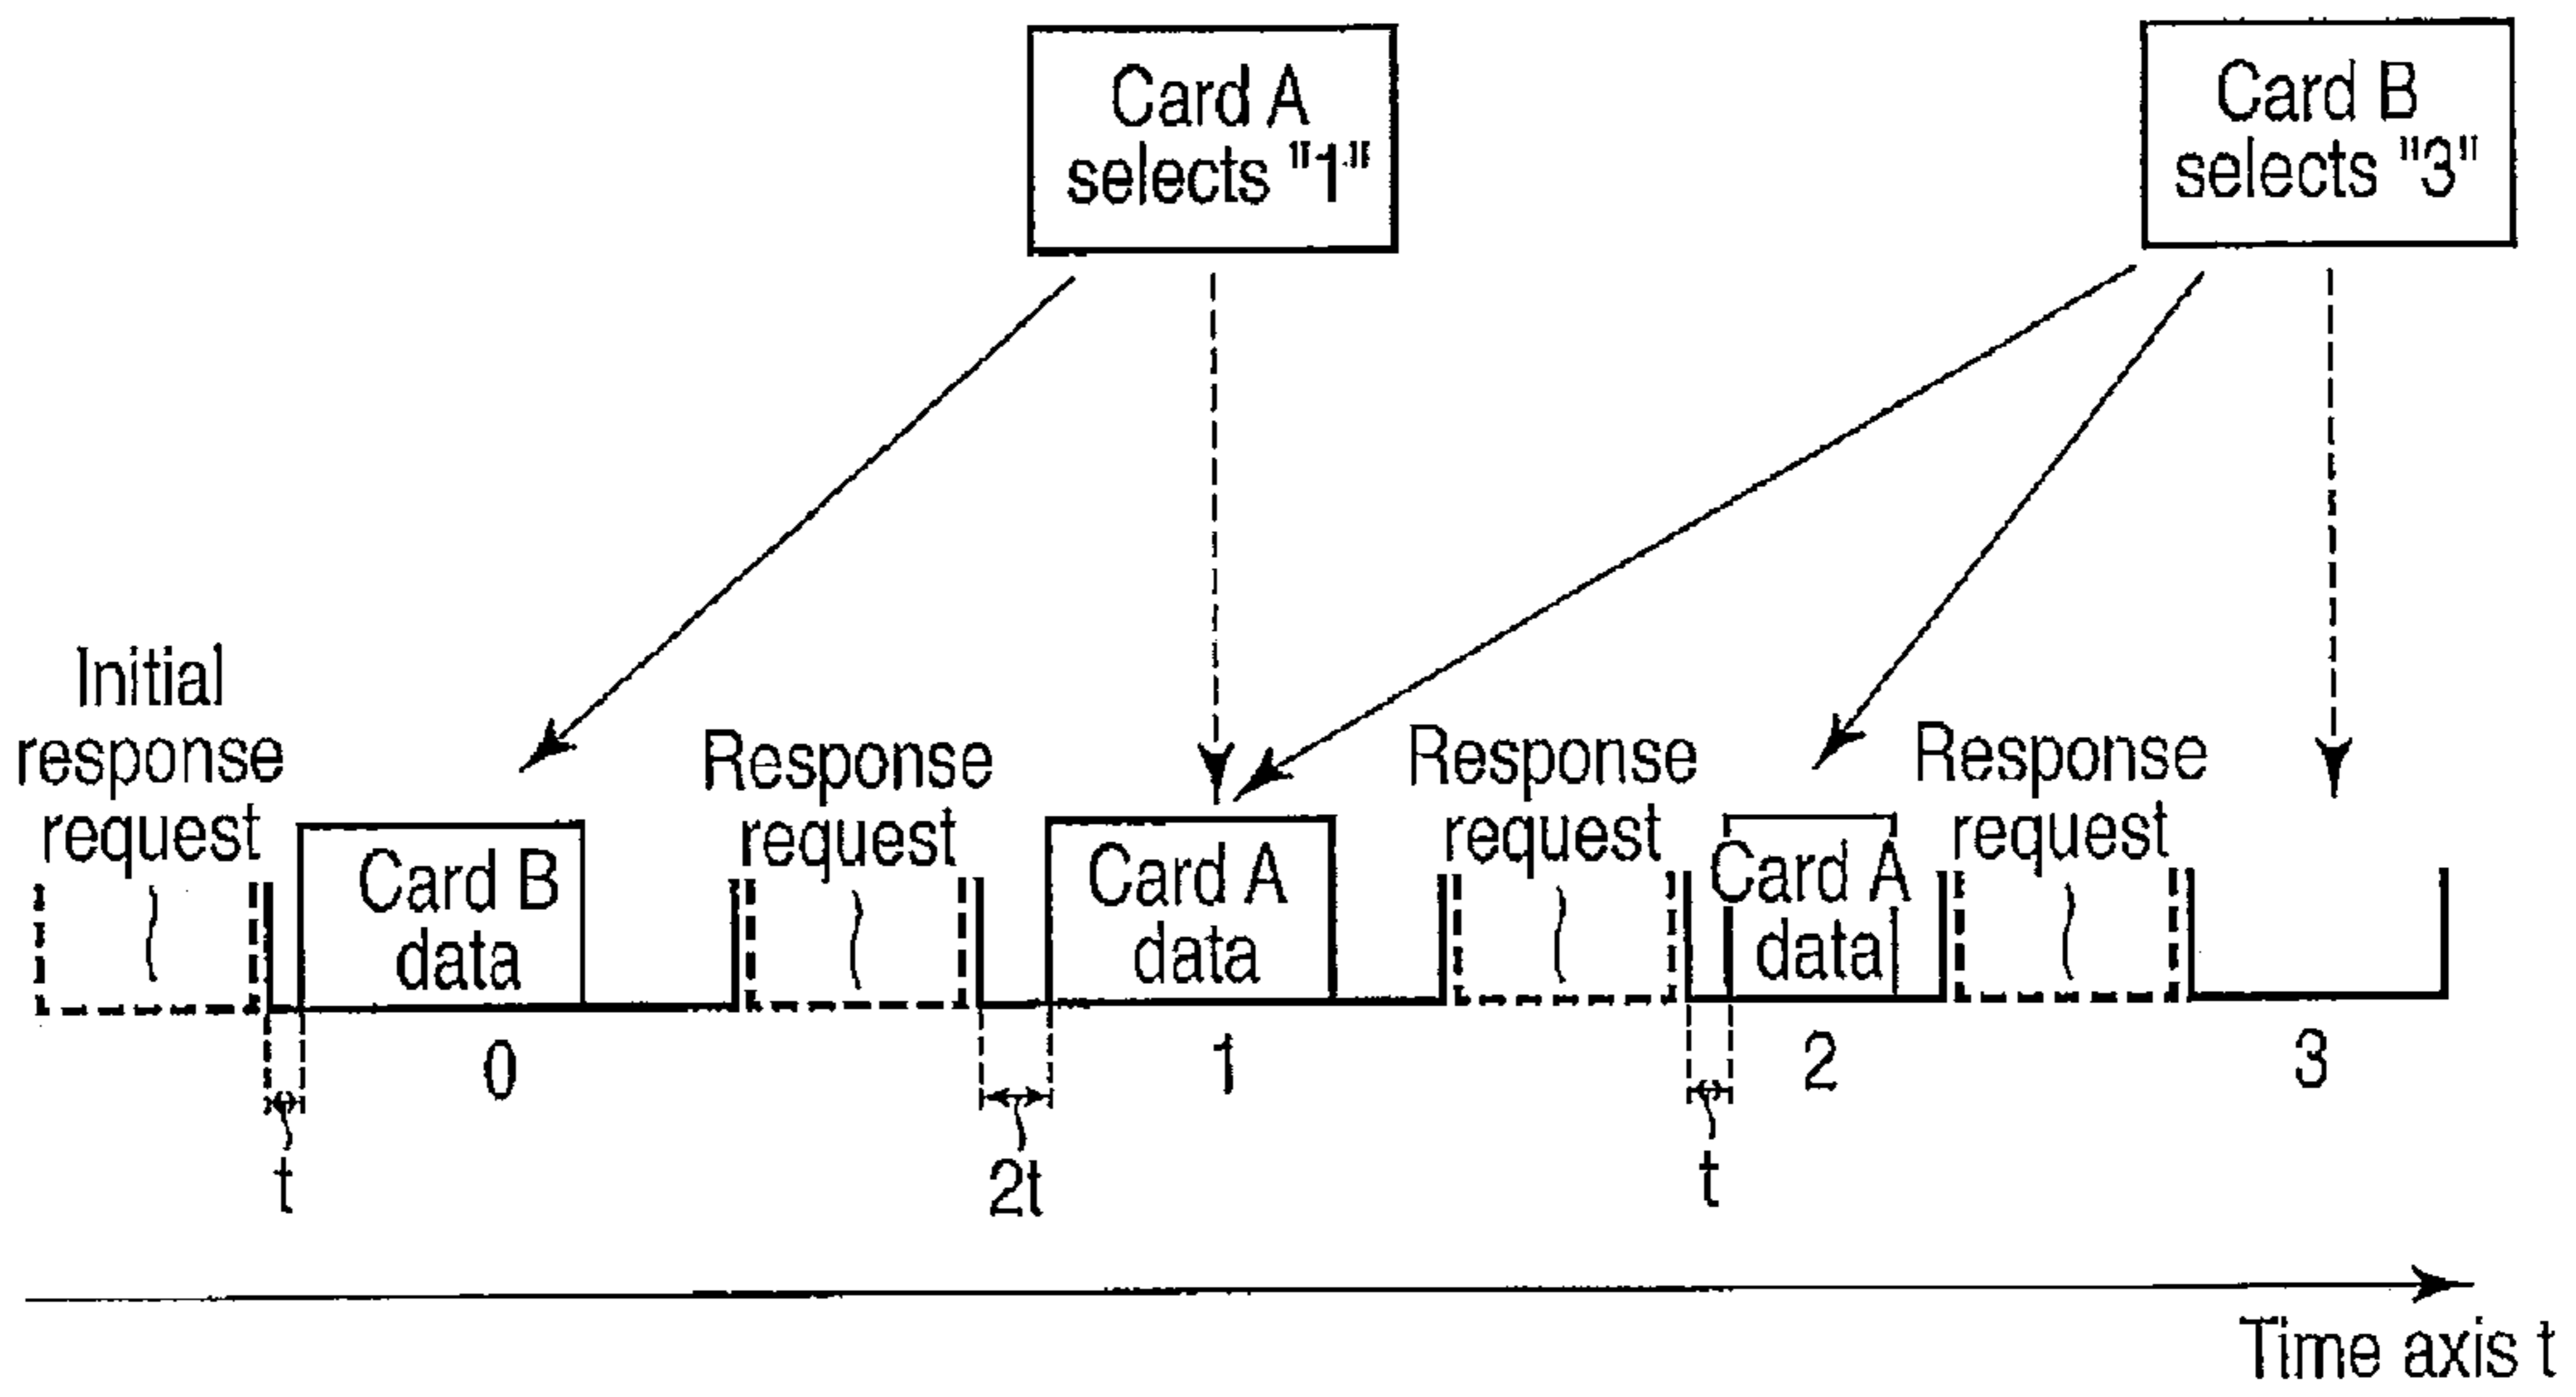 Card A
selects "1"
Card B
selects "3"
Initial
response
request
Response
request
Response
request
Response
request
Card B
data
Card A
data
Card A
data
0
1
2
3
t
2t
t
Time axis t